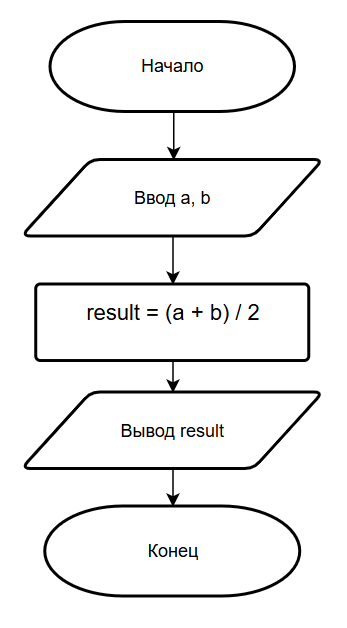 Начало
Ввод a, b
result = (a + b) / 2
Вывод result
Конец